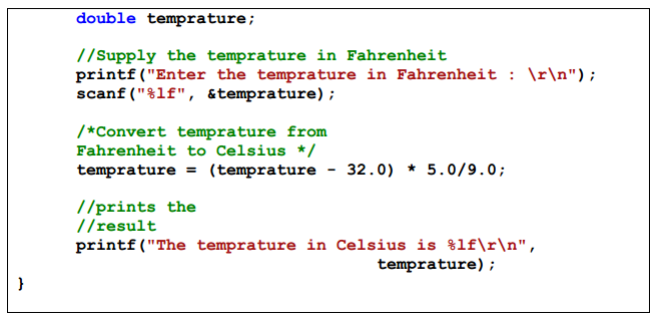 double temprature;
//Supply the temprature in Fahrenheit
printf("Enter the temprature in Fahrenheit : \r\n");
scanf("%lf", &temprature);
/*Convert temprature from
Fahrenheit to Celsius */
temprature = (temprature - 32.0) * 5.0/9.0;
//prints the
//result
printf("The temprature in Celsius is %lf\r\n",
temprature);
}